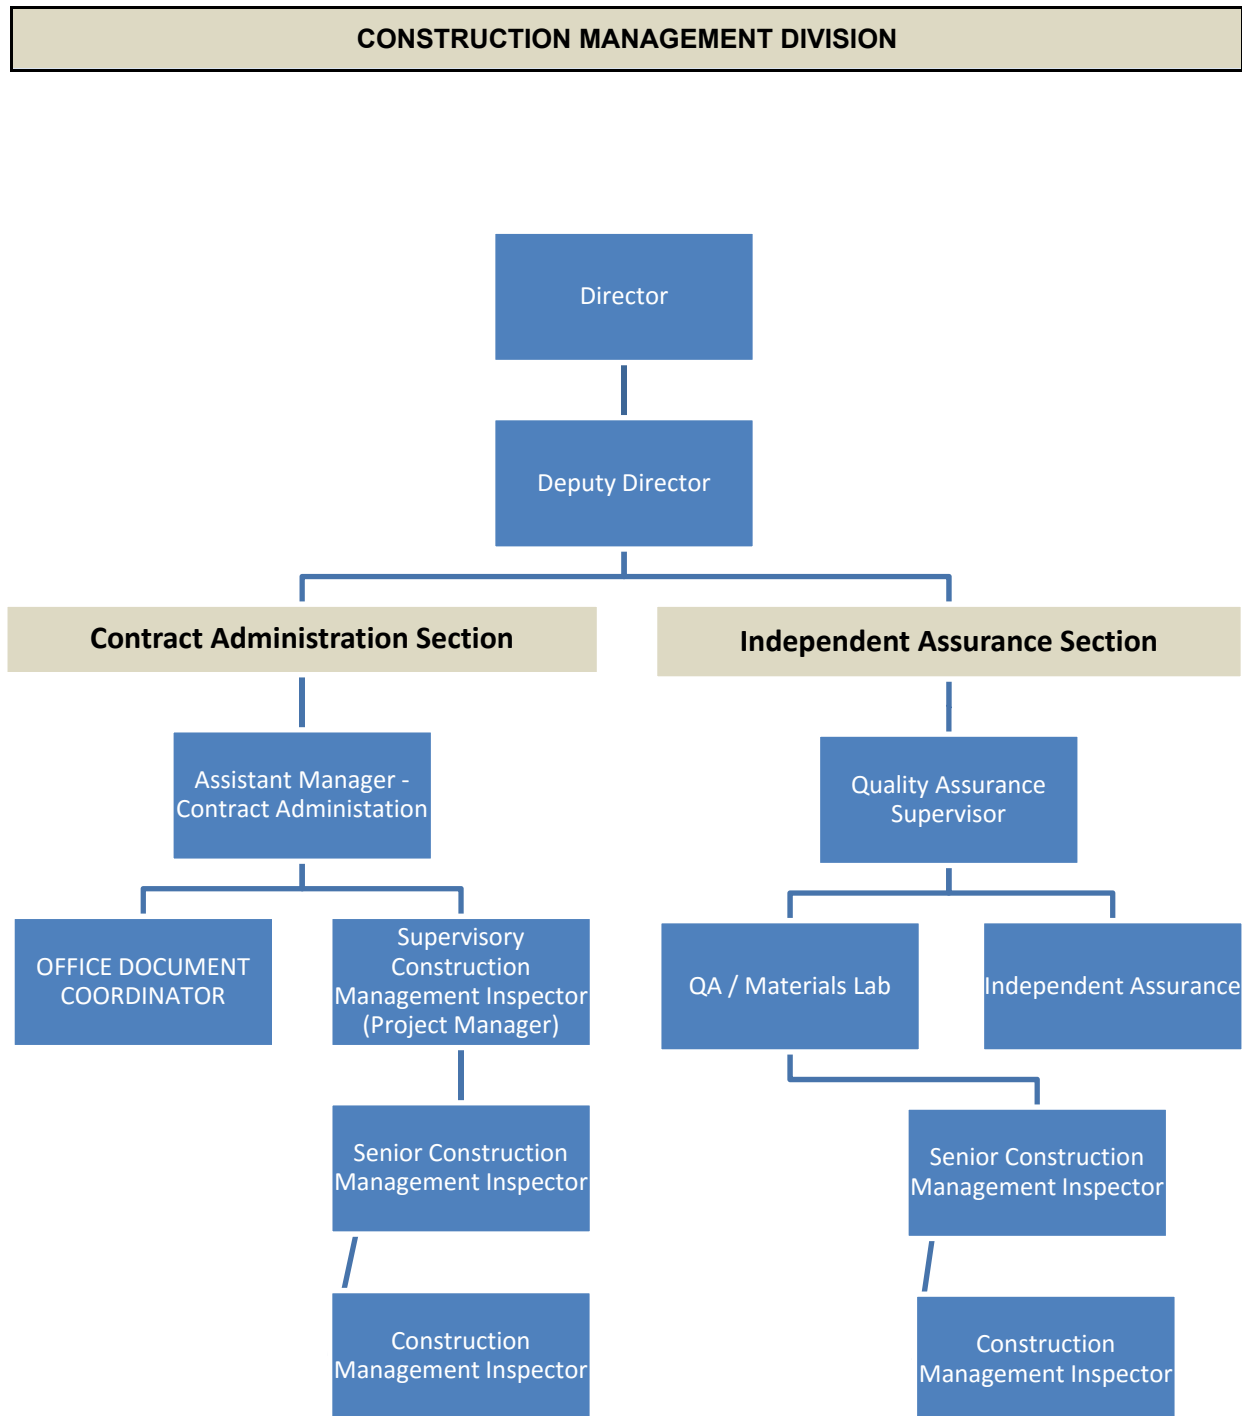 CONSTRUCTION MANAGEMENT DIVISION
Director
Deputy Director
Contract Administration Section
Independent Assurance Section
Assistant Manager -
Contract Administation
Quality Assurance
Supervisor
OFFICE DOCUMENT
COORDINATOR
Supervisory
Construction
Management Inspector
(Project Manager)
QA / Materials Lab
Independent Assurance
Senior Construction
Management Inspector
Senior Construction
Management Inspector
Construction
Management Inspector
Construction
Management Inspector